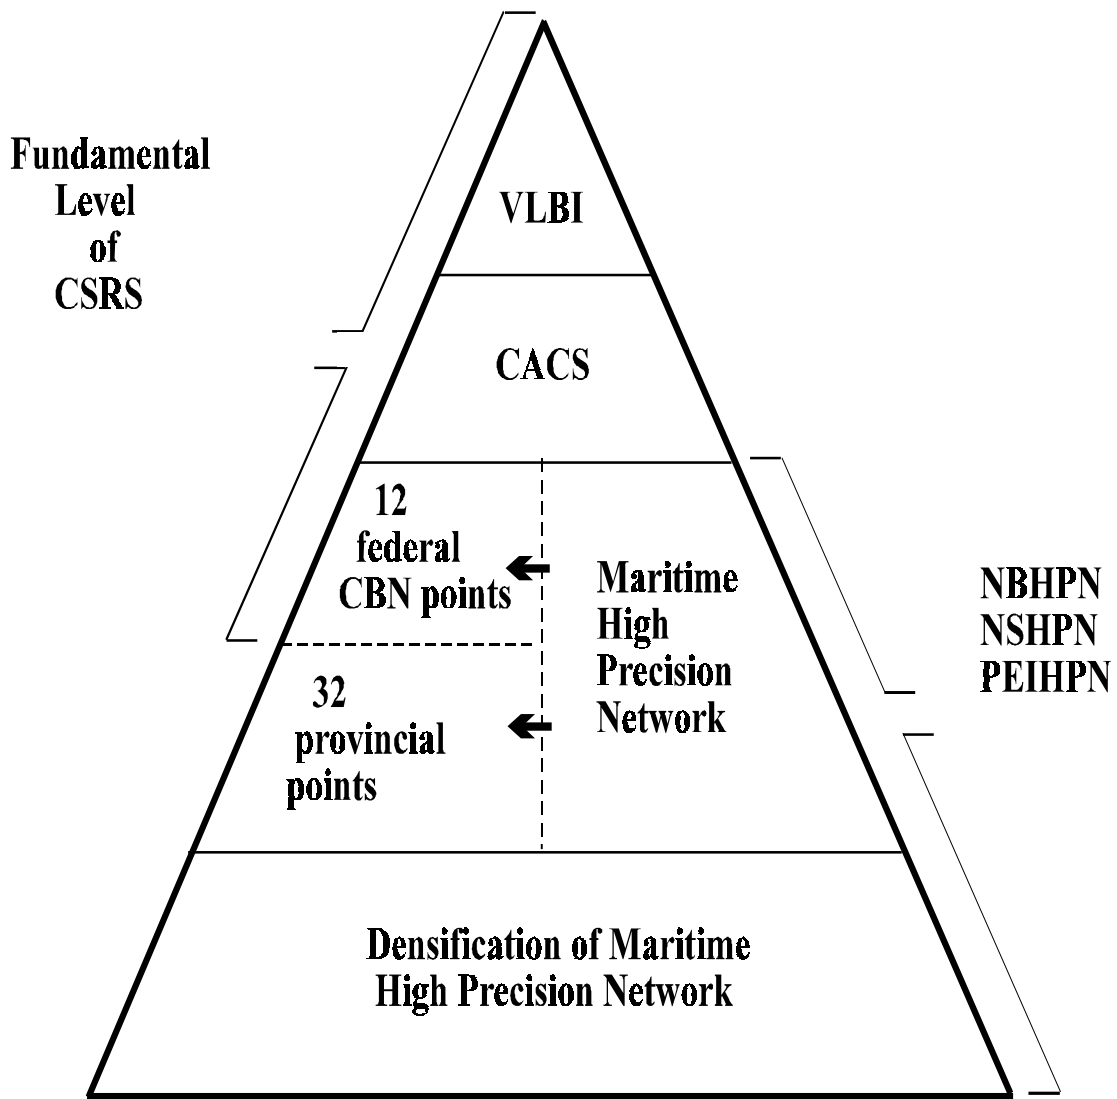 Fundamental
Level
of
CSRS
VLBI
CACS
12
federal
CBN points
32
provincial
points
Maritime
High
Precision
Network
NBHPN
NSHPN
PEIHPN
Densification of Maritime
High Precision Network